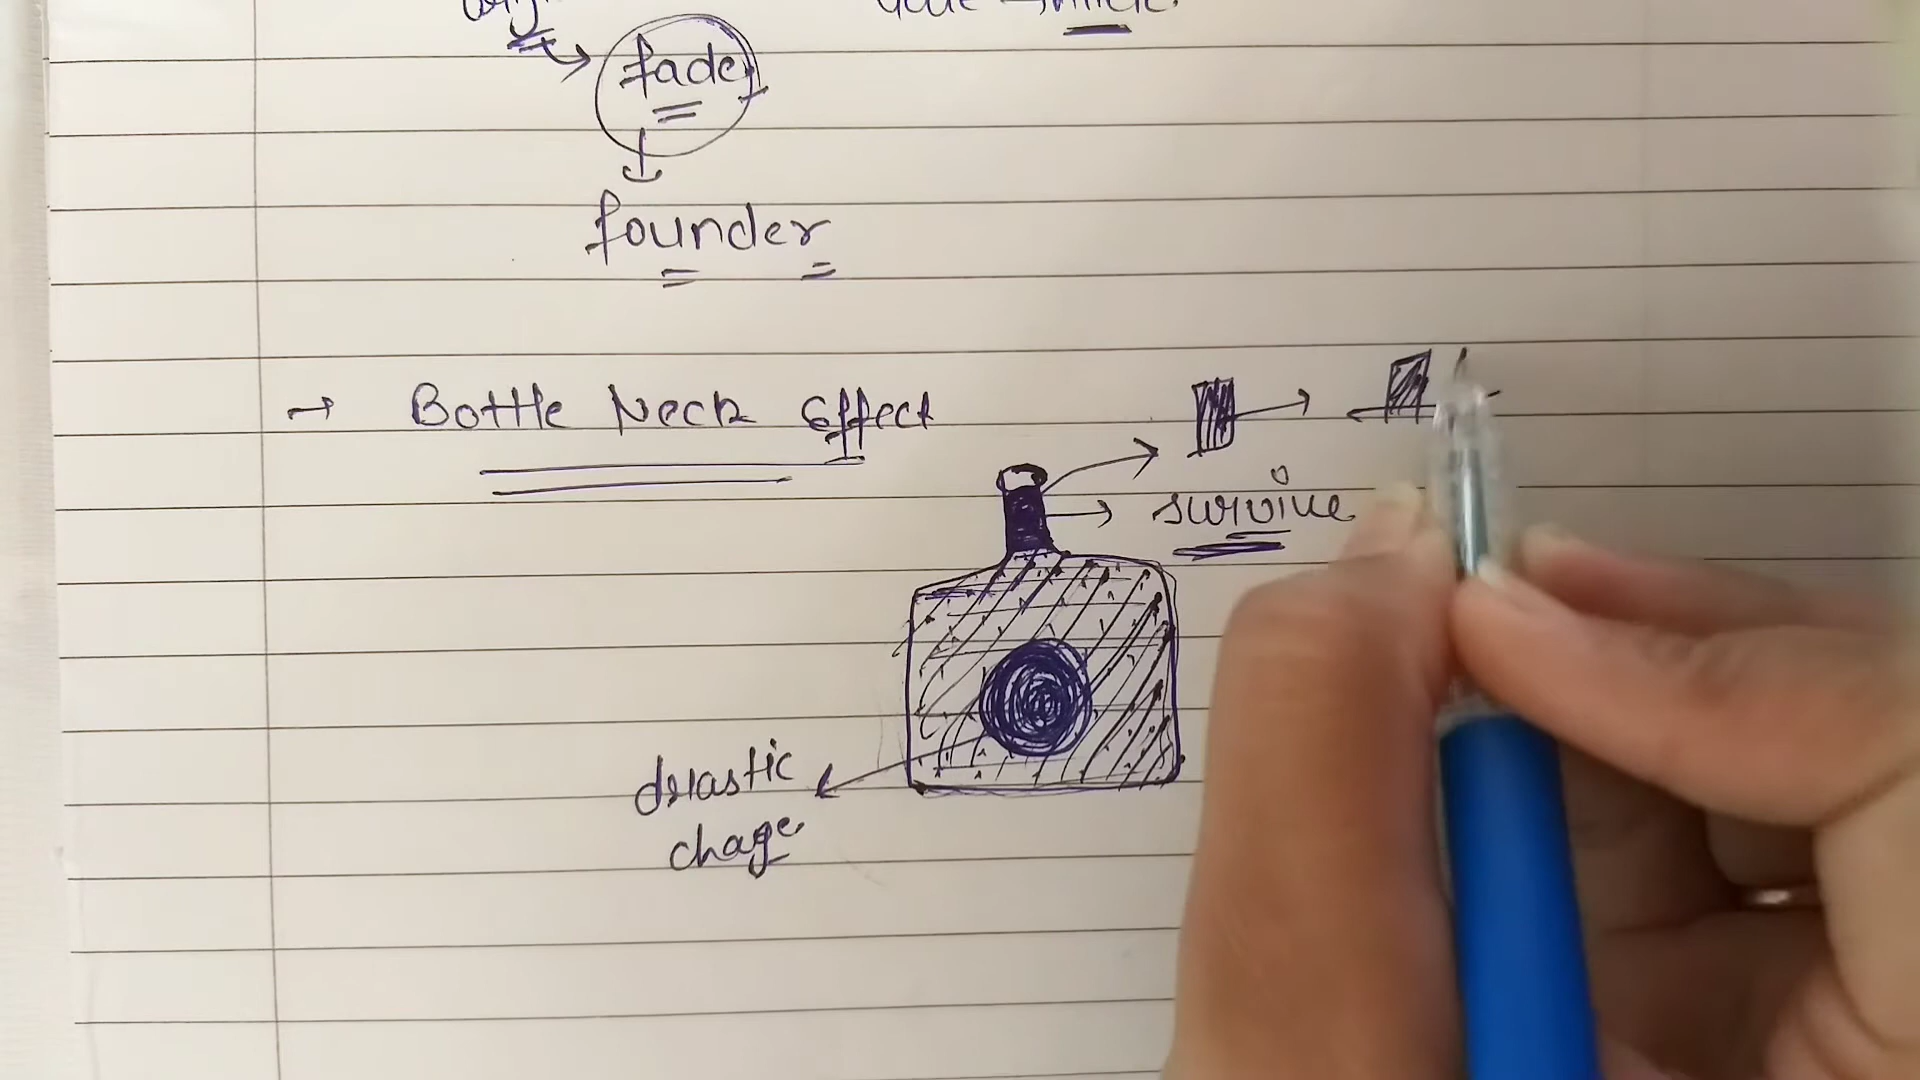 fade
founder
→ Bottle Neck Effect
survive
drastic
chage